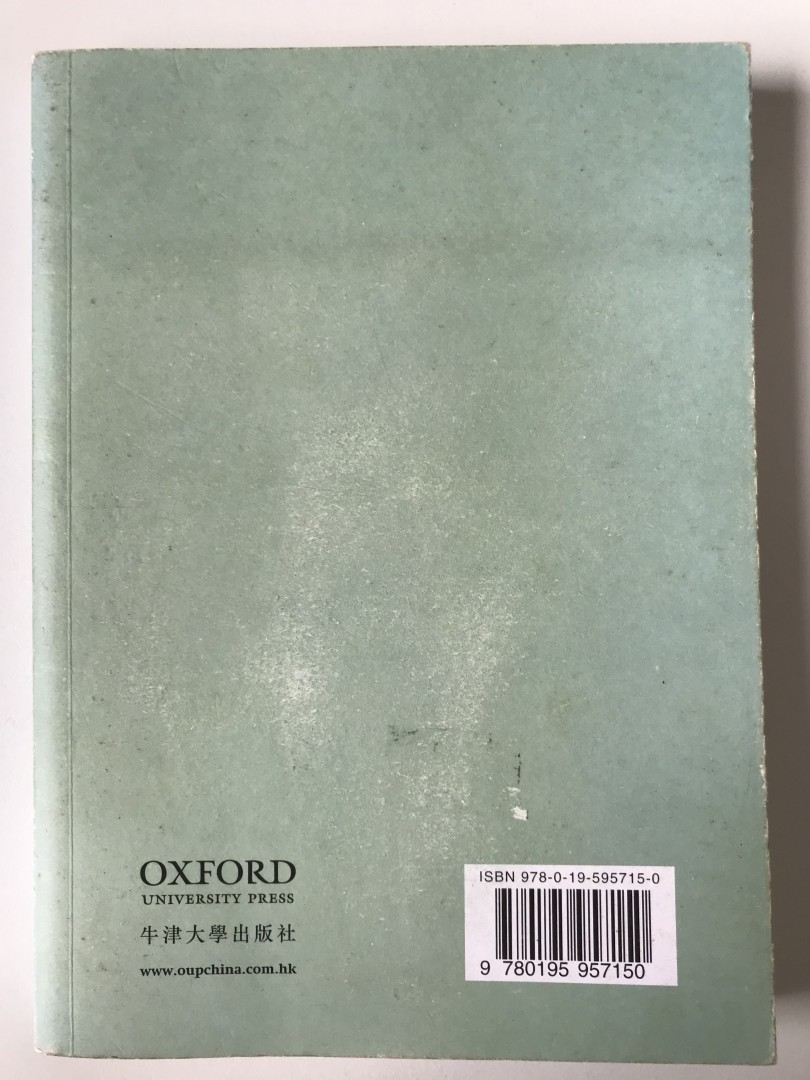 OXFORD
UNIVERSITY PRESS
牛津大學出版社
www.oupchina.com.hk
ISBN 978-0-19-595715-0
9 780195 957150